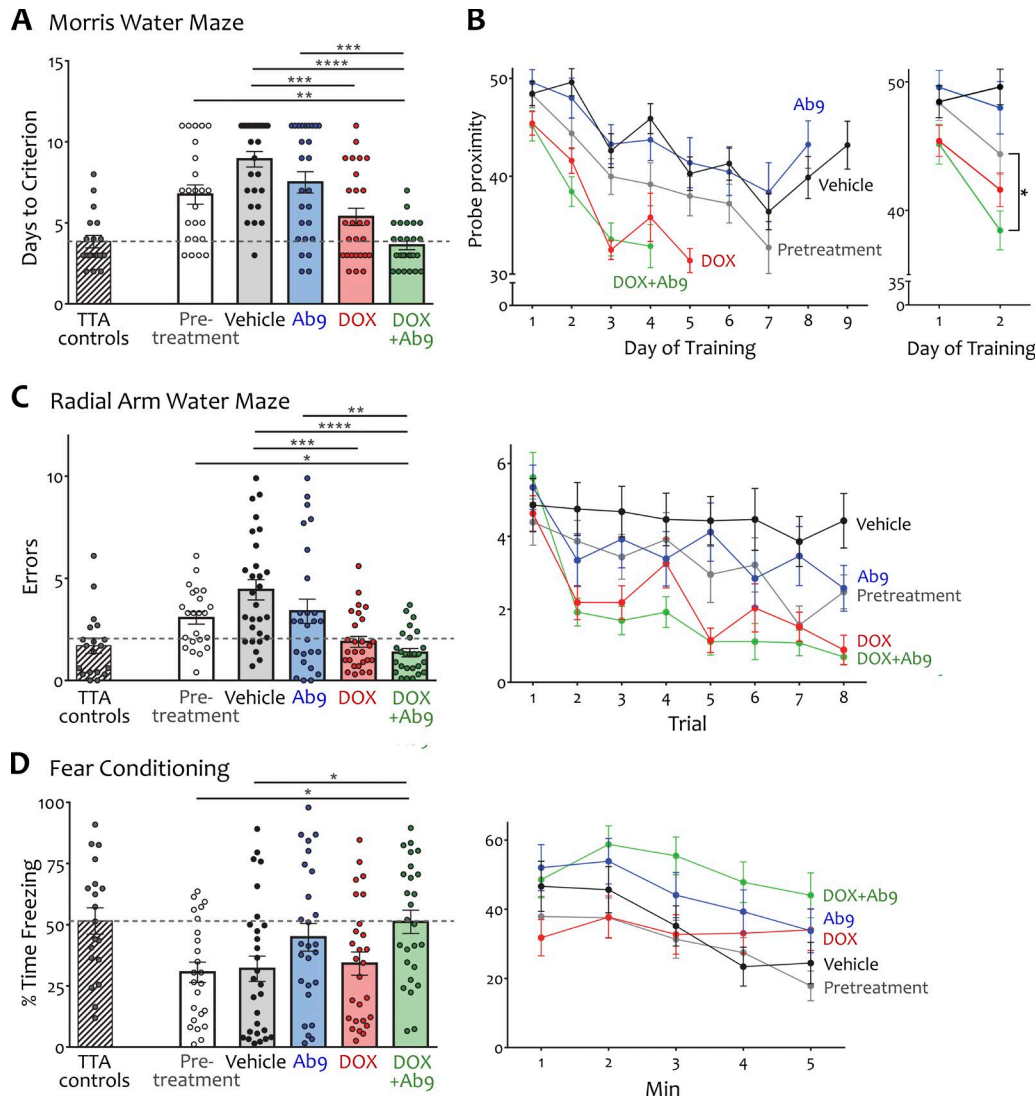 A Morris Water Maze
***
****
***
**
15
10
5
0
Days to Criterion
TTA controls
Pre-treatment
Vehicle
Ab9
DOX
DOX +Ab9
B
50
40
30
0
Probe proximity
Ab9
Vehicle
Pretreatment
DOX
DOX+Ab9
1 2 3 4 5 6 7 8 9
Day of Training
50
40
35
0
*
1 2
Day of Training
C Radial Arm Water Maze
**
****
***
*
10
5
0
Errors
TTA controls
Pre-treatment
Vehicle
Ab9
DOX
DOX +Ab9
6
4
2
0
Vehicle
Ab9
Pretreatment
DOX
DOX+Ab9
1 2 3 4 5 6 7 8
Trial
D Fear Conditioning
*
*
100
75
50
25
0
% Time Freezing
TTA controls
Pre-treatment
Vehicle
Ab9
DOX
DOX +Ab9
60
40
20
0
DOX+Ab9
Ab9
DOX
Vehicle
Pretreatment
1 2 3 4 5
Min